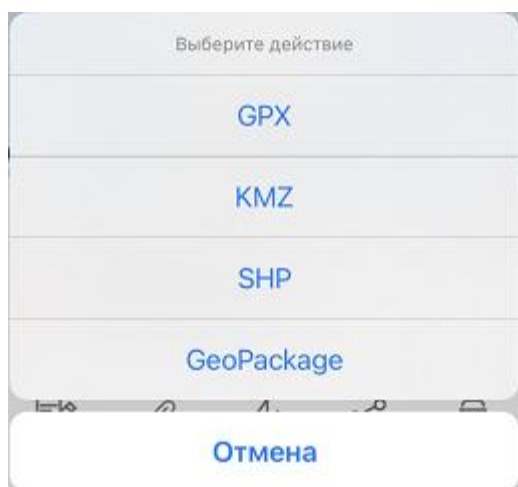 Выберите действие
GPX
KMZ
SHP
GeoPackage
Отмена